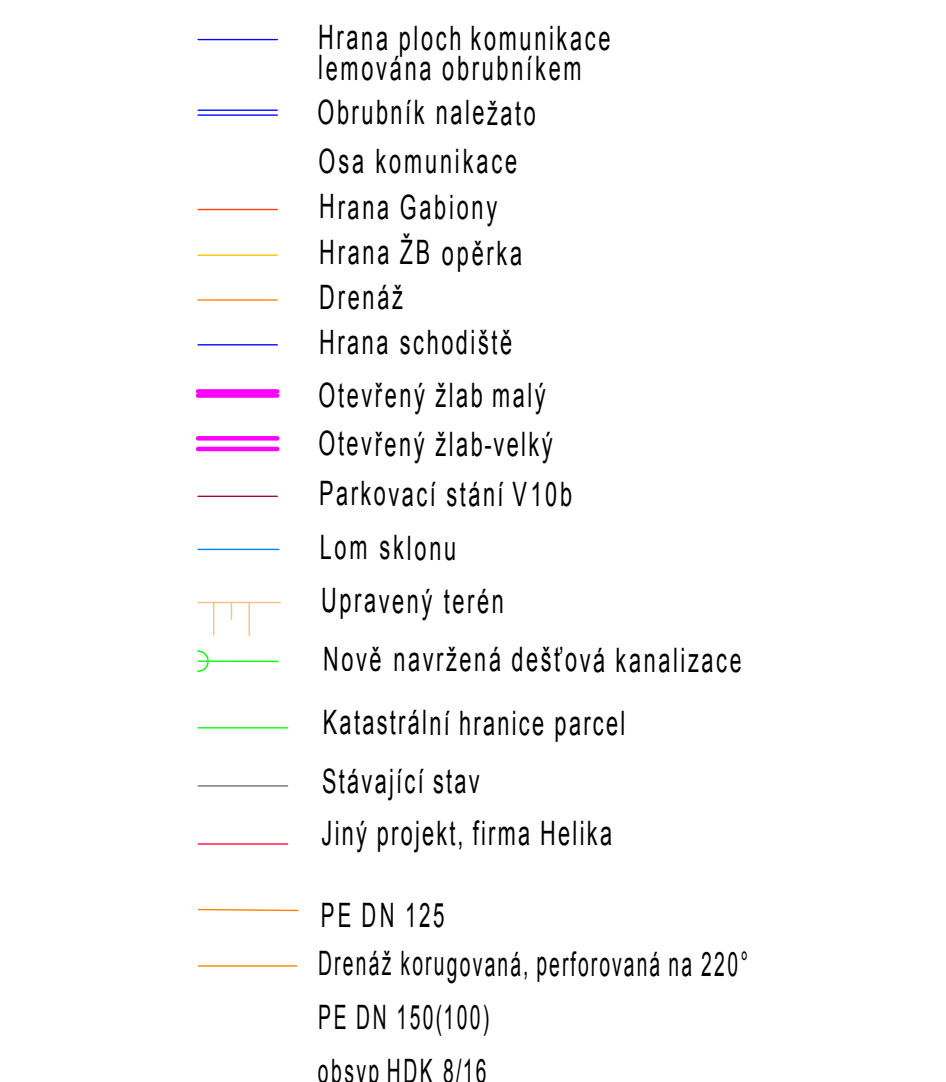 Hrana ploch komunikace
lemována obrubníkem
Obrubník naležato
Osa komunikace
Hrana Gabiony
Hrana ŽB opěrka
Drenáž
Hrana schodiště
Otevřený žlab malý
Otevřený žlab-velký
Parkovací stání V10b
Lom sklonu
Upravený terén
Nově navržená dešťová kanalizace
Katastrální hranice parcel
Stávající stav
Jiný projekt, firma Helika
PE DN 125
Drenáž korugovaná, perforovaná na 220°
PE DN 150(100)
obsyp HDK 8/16